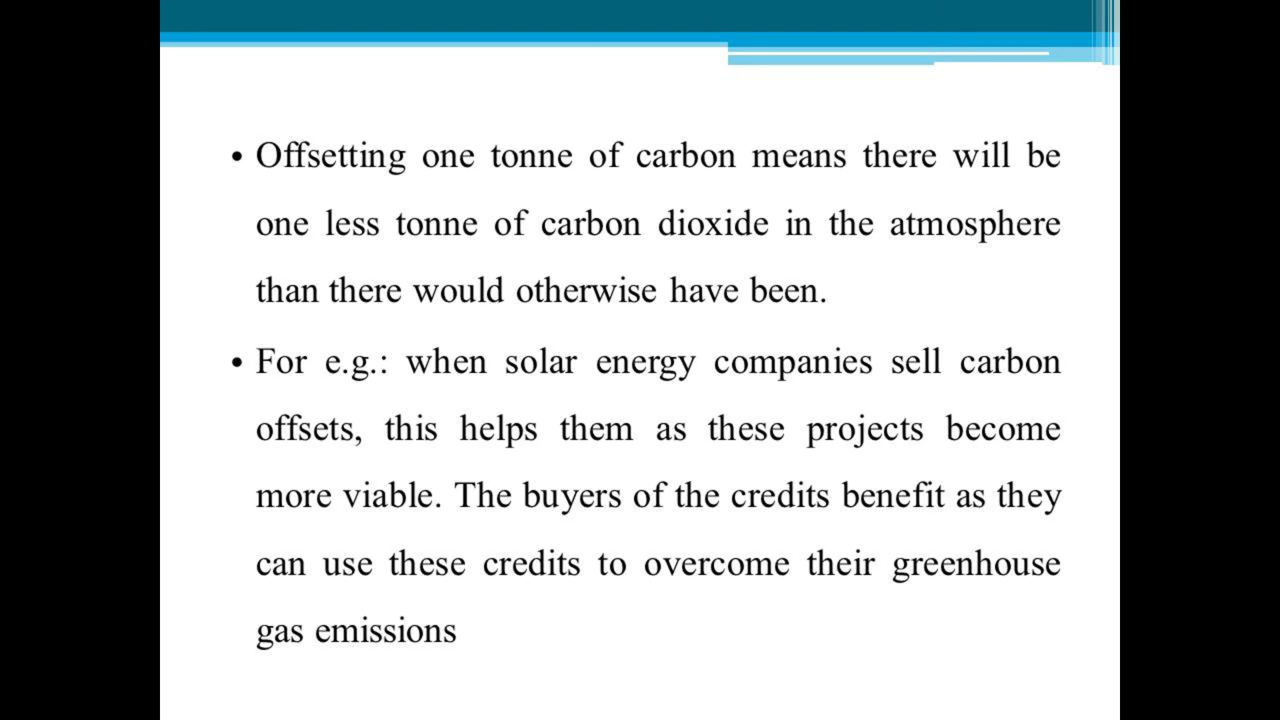 • Offsetting one tonne of carbon means there will be
one less tonne of carbon dioxide in the atmosphere
than there would otherwise have been.
• For e.g.: when solar energy companies sell carbon
offsets, this helps them as these projects become
more viable. The buyers of the credits benefit as they
can use these credits to overcome their greenhouse
gas emissions